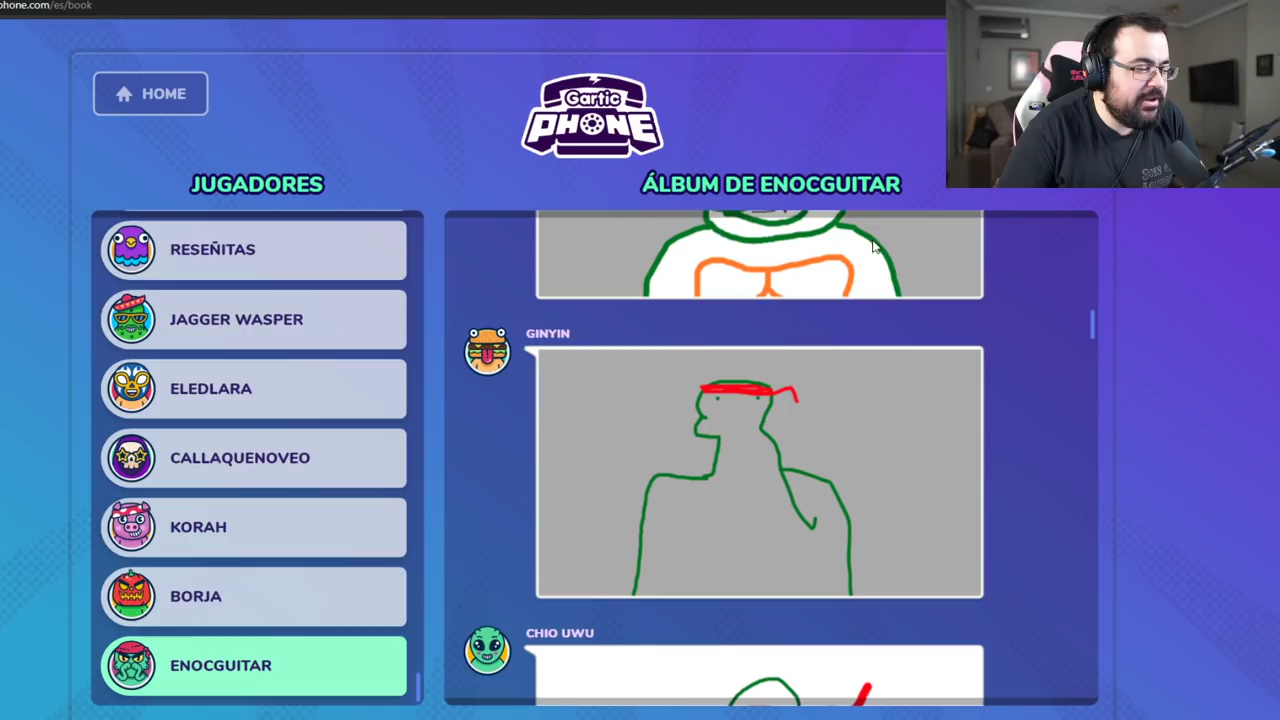 phone.com/es/book
HOME
Gartic
PHONE
JUGADORES
ÁLBUM DE ENOCGUITAR
RESEÑITAS
JAGGER WASPER
ELEDLARA
CALLAQUENOVEO
KORAH
BORJA
ENOCGUITAR
GINYIN
CHIO UWU